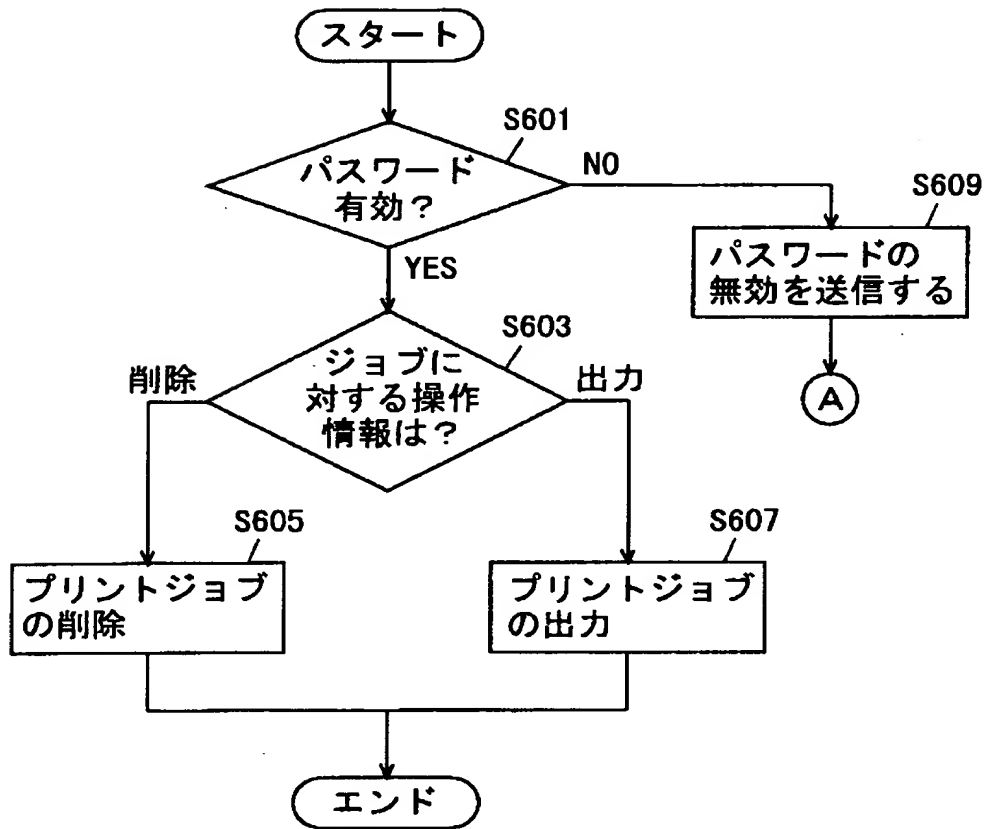 スタート
S601
パスワード
有効？
NO
YES
S609
パスワードの
無効を送信する
A
S603
ジョブに
対する操作
情報は？
削除
出力
S605
プリントジョブ
の削除
S607
プリントジョブ
の出力
エンド